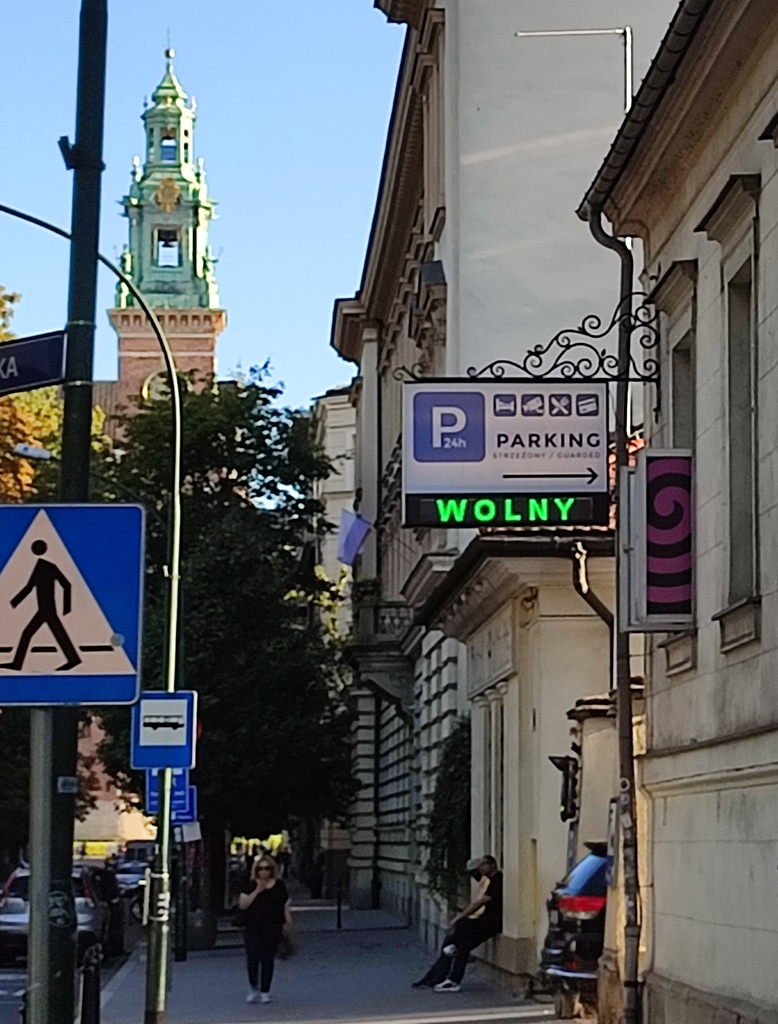 KA
P
24h
PARKING
STRZEŻONY / GUARDED
WOLNY